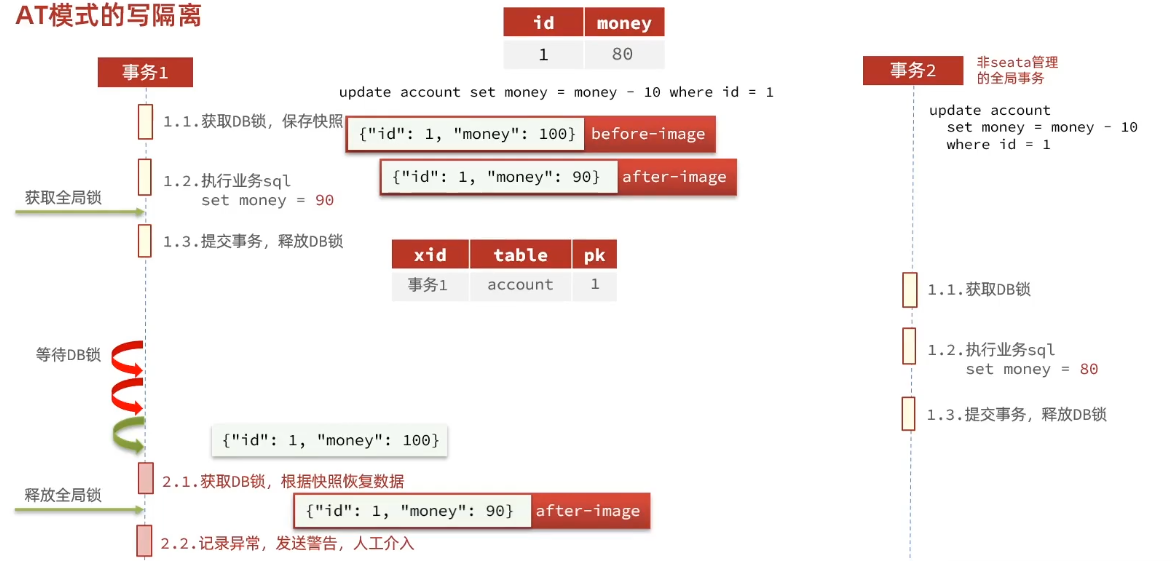 AT模式的写隔离
id money
1 80
update account set money = money - 10 where id = 1
事务1
1.1.获取DB锁，保存快照
{"id": 1, "money": 100} before-image
{"id": 1, "money": 90} after-image
1.2.执行业务sql
set money = 90
获取全局锁
1.3.提交事务，释放DB锁
xid table pk
事务1 account 1
等待DB锁
{"id": 1, "money": 100}
2.1.获取DB锁，根据快照恢复数据
释放全局锁
{"id": 1, "money": 90} after-image
2.2.记录异常，发送警告，人工介入
事务2
非seata管理
的全局事务
update account
set money = money - 10
where id = 1
1.1.获取DB锁
1.2.执行业务sql
set money = 80
1.3.提交事务，释放DB锁